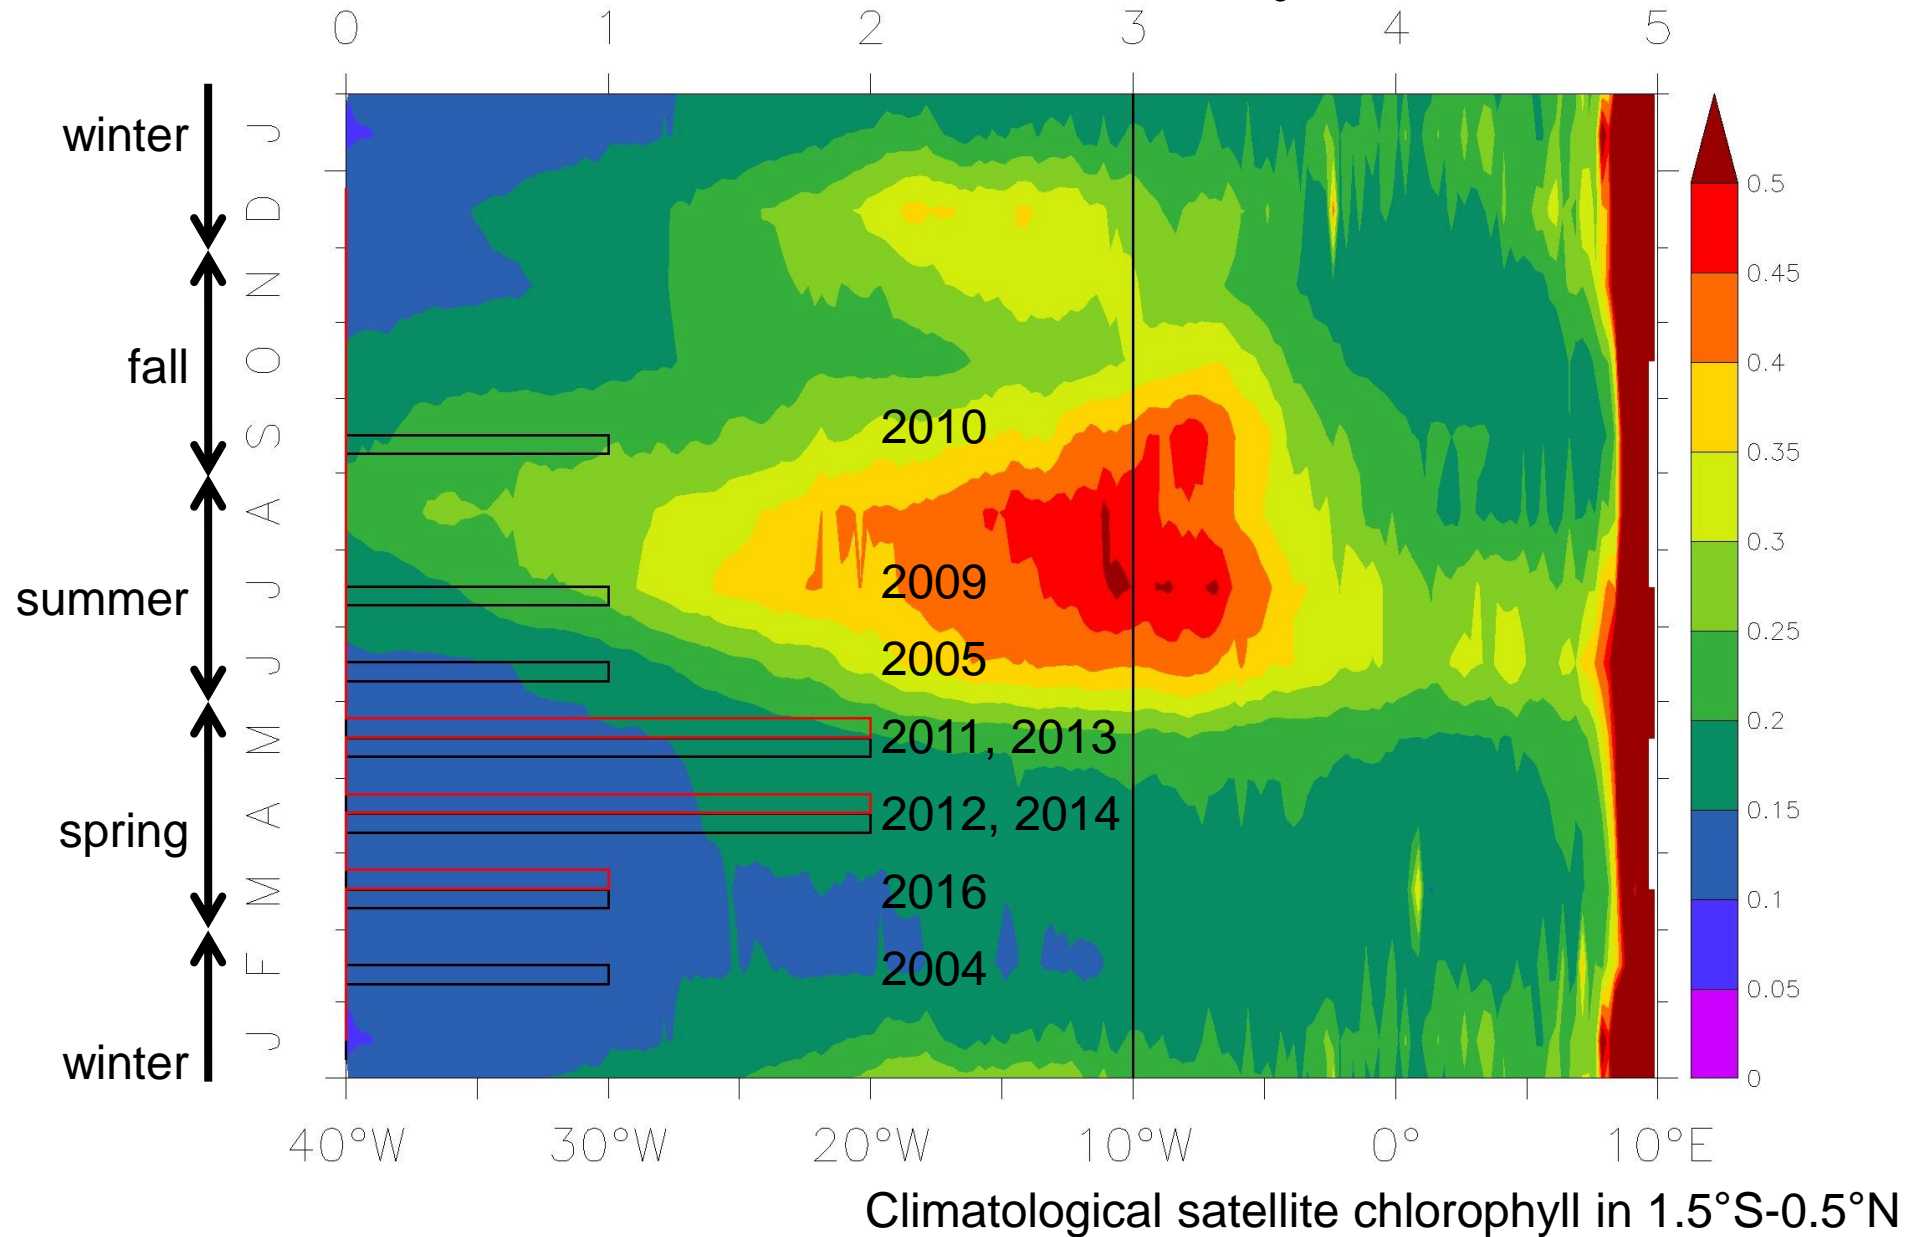 0 1 2 3 4 5
winter
J
D
N
fall
O
S
2010
A
J
2009
summer
J
2005
M
2011, 2013
A
2012, 2014
spring
M
2016
F
2004
J
winter
0.5
0.45
0.4
0.35
0.3
0.25
0.2
0.15
0.1
0.05
0
40°W 30°W 20°W 10°W 0° 10°E
Climatological satellite chlorophyll in 1.5°S-0.5°N